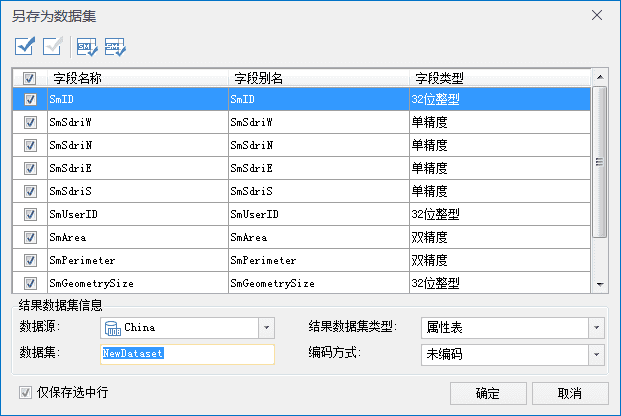 另存为数据集
SM SM
字段名称 字段别名 字段类型
SmID SmID 32位整型
SmSdriW SmSdriW 单精度
SmSdriN SmSdriN 单精度
SmSdriE SmSdriE 单精度
SmSdriS SmSdriS 单精度
SmUserID SmUserID 32位整型
SmArea SmArea 双精度
SmPerimeter SmPerimeter 双精度
SmGeometrySize SmGeometrySize 32位整型
结果数据集信息
数据源: China 结果数据集类型: 属性表
数据集: NewDataset 编码方式: 未编码
仅保存选中行 确定 取消